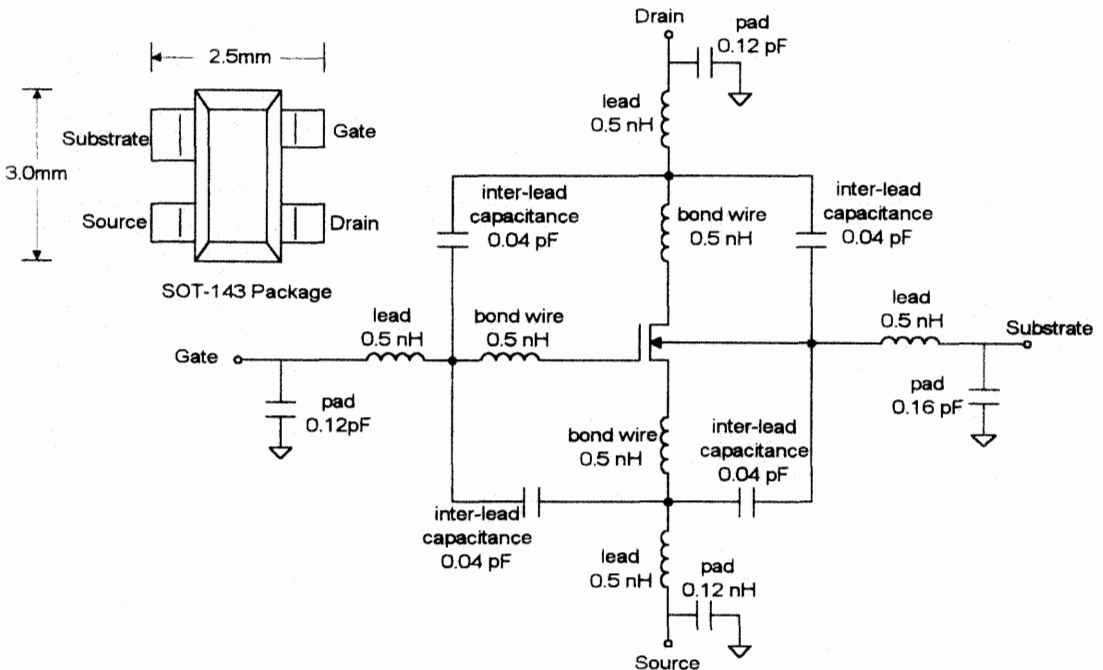 Drain
pad
0.12 pF
2.5mm
lead
0.5 nH
Substrate
Gate
3.0mm
Source
Drain
SOT-143 Package
inter-lead
capacitance
0.04 pF
bond wire
0.5 nH
inter-lead
capacitance
0.04 pF
lead
0.5 nH
bond wire
0.5 nH
Gate
pad
0.12pF
lead
0.5 nH
Substrate
pad
0.16 pF
bond wire
0.5 nH
inter-lead
capacitance
0.04 pF
inter-lead
capacitance
0.04 pF
lead
0.5 nH
pad
0.12 nH
Source